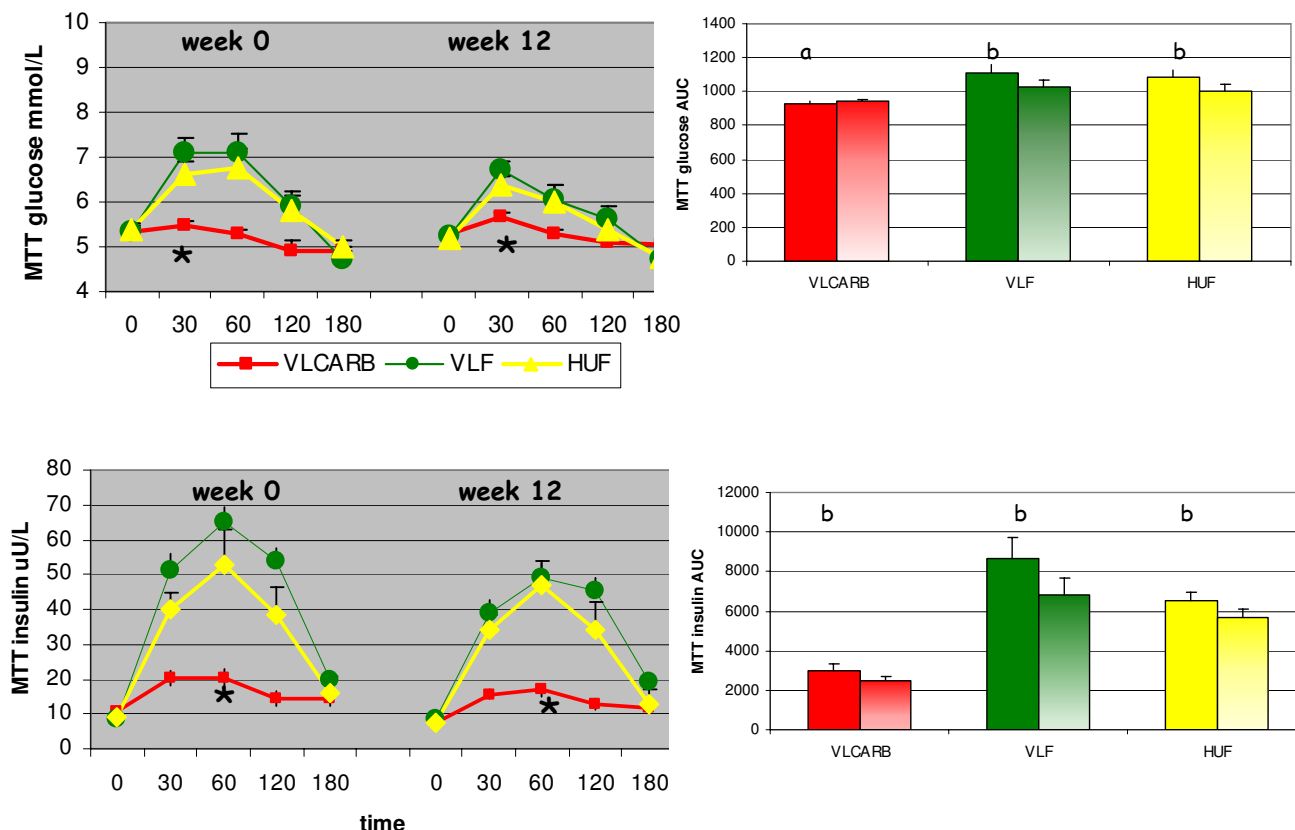 MTT glucose mmol/L
10
9
8
7
6
5
4
week 0
week 12
0 30 60 120 180 0 30 60 120 180
VLCARB VLF HUF
MTT glucose AUC
1400
1200
1000
800
600
400
200
0
a b b
VLCARB VLF HUF
MTT insulin uU/L
80
70
60
50
40
30
20
10
0
week 0
week 12
0 30 60 120 180 0 30 60 120 180
time
MTT insulin AUC
12000
10000
8000
6000
4000
2000
0
b b b
VLCARB VLF HUF